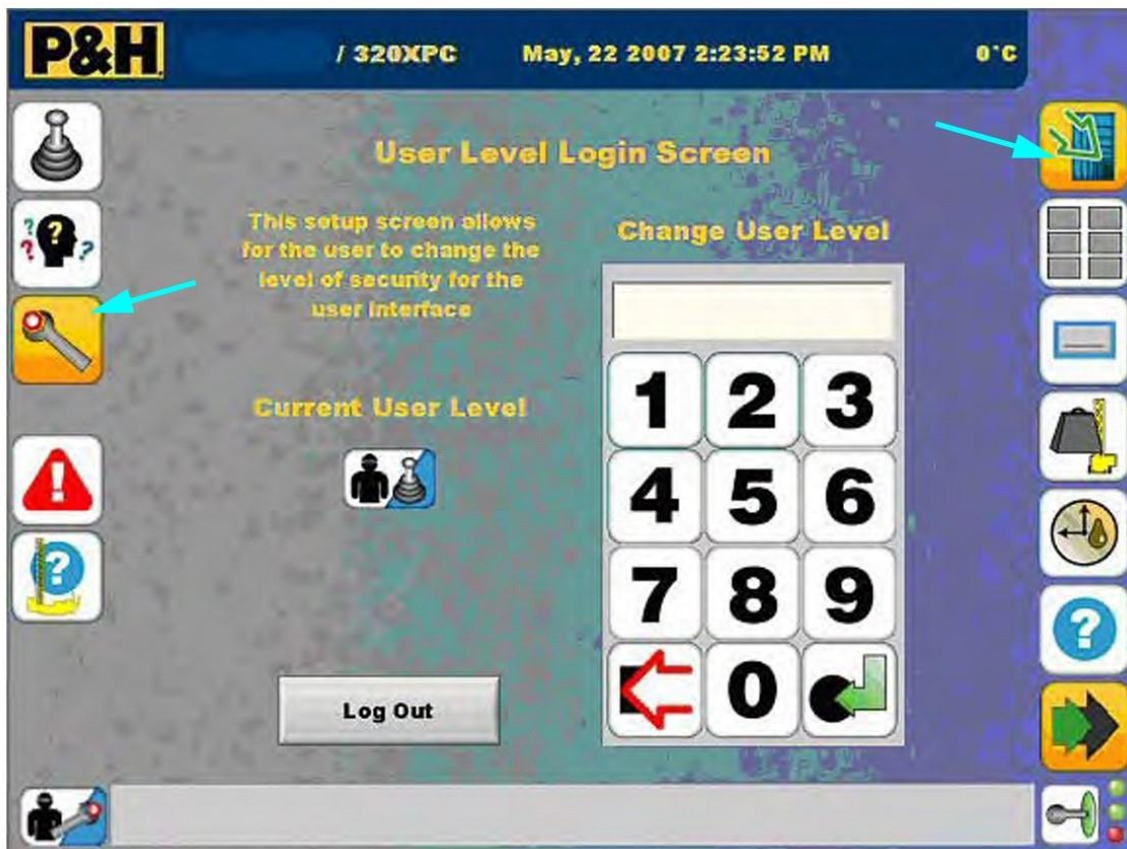 P&H / 320XPC May, 22 2007 2:23:52 PM 0°C
User Level Login Screen
This setup screen allows
for the user to change the
level of security for the
user interface
Change User Level
Current User Level
1 2 3
4 5 6
7 8 9
0
Log Out
? ? ? ?
?
?
!